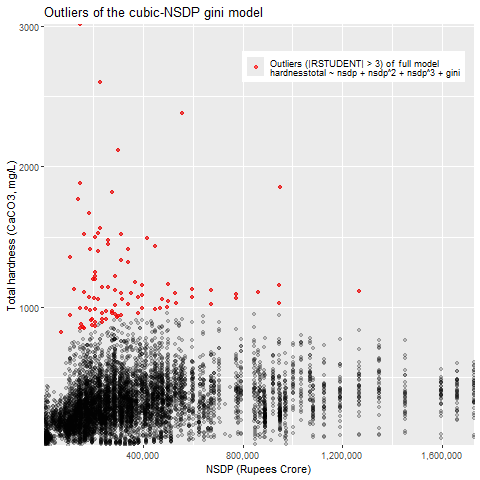 Outliers of the cubic-NSDP gini model
Outliers (|RSTUDENT| > 3) of full model
hardnesstotal ~ nsdp + nsdp^2 + nsdp^3 + gini
Total hardness (CaCO3, mg/L)
3000
2000
1000
400,000
800,000
1,200,000
1,600,000
NSDP (Rupees Crore)